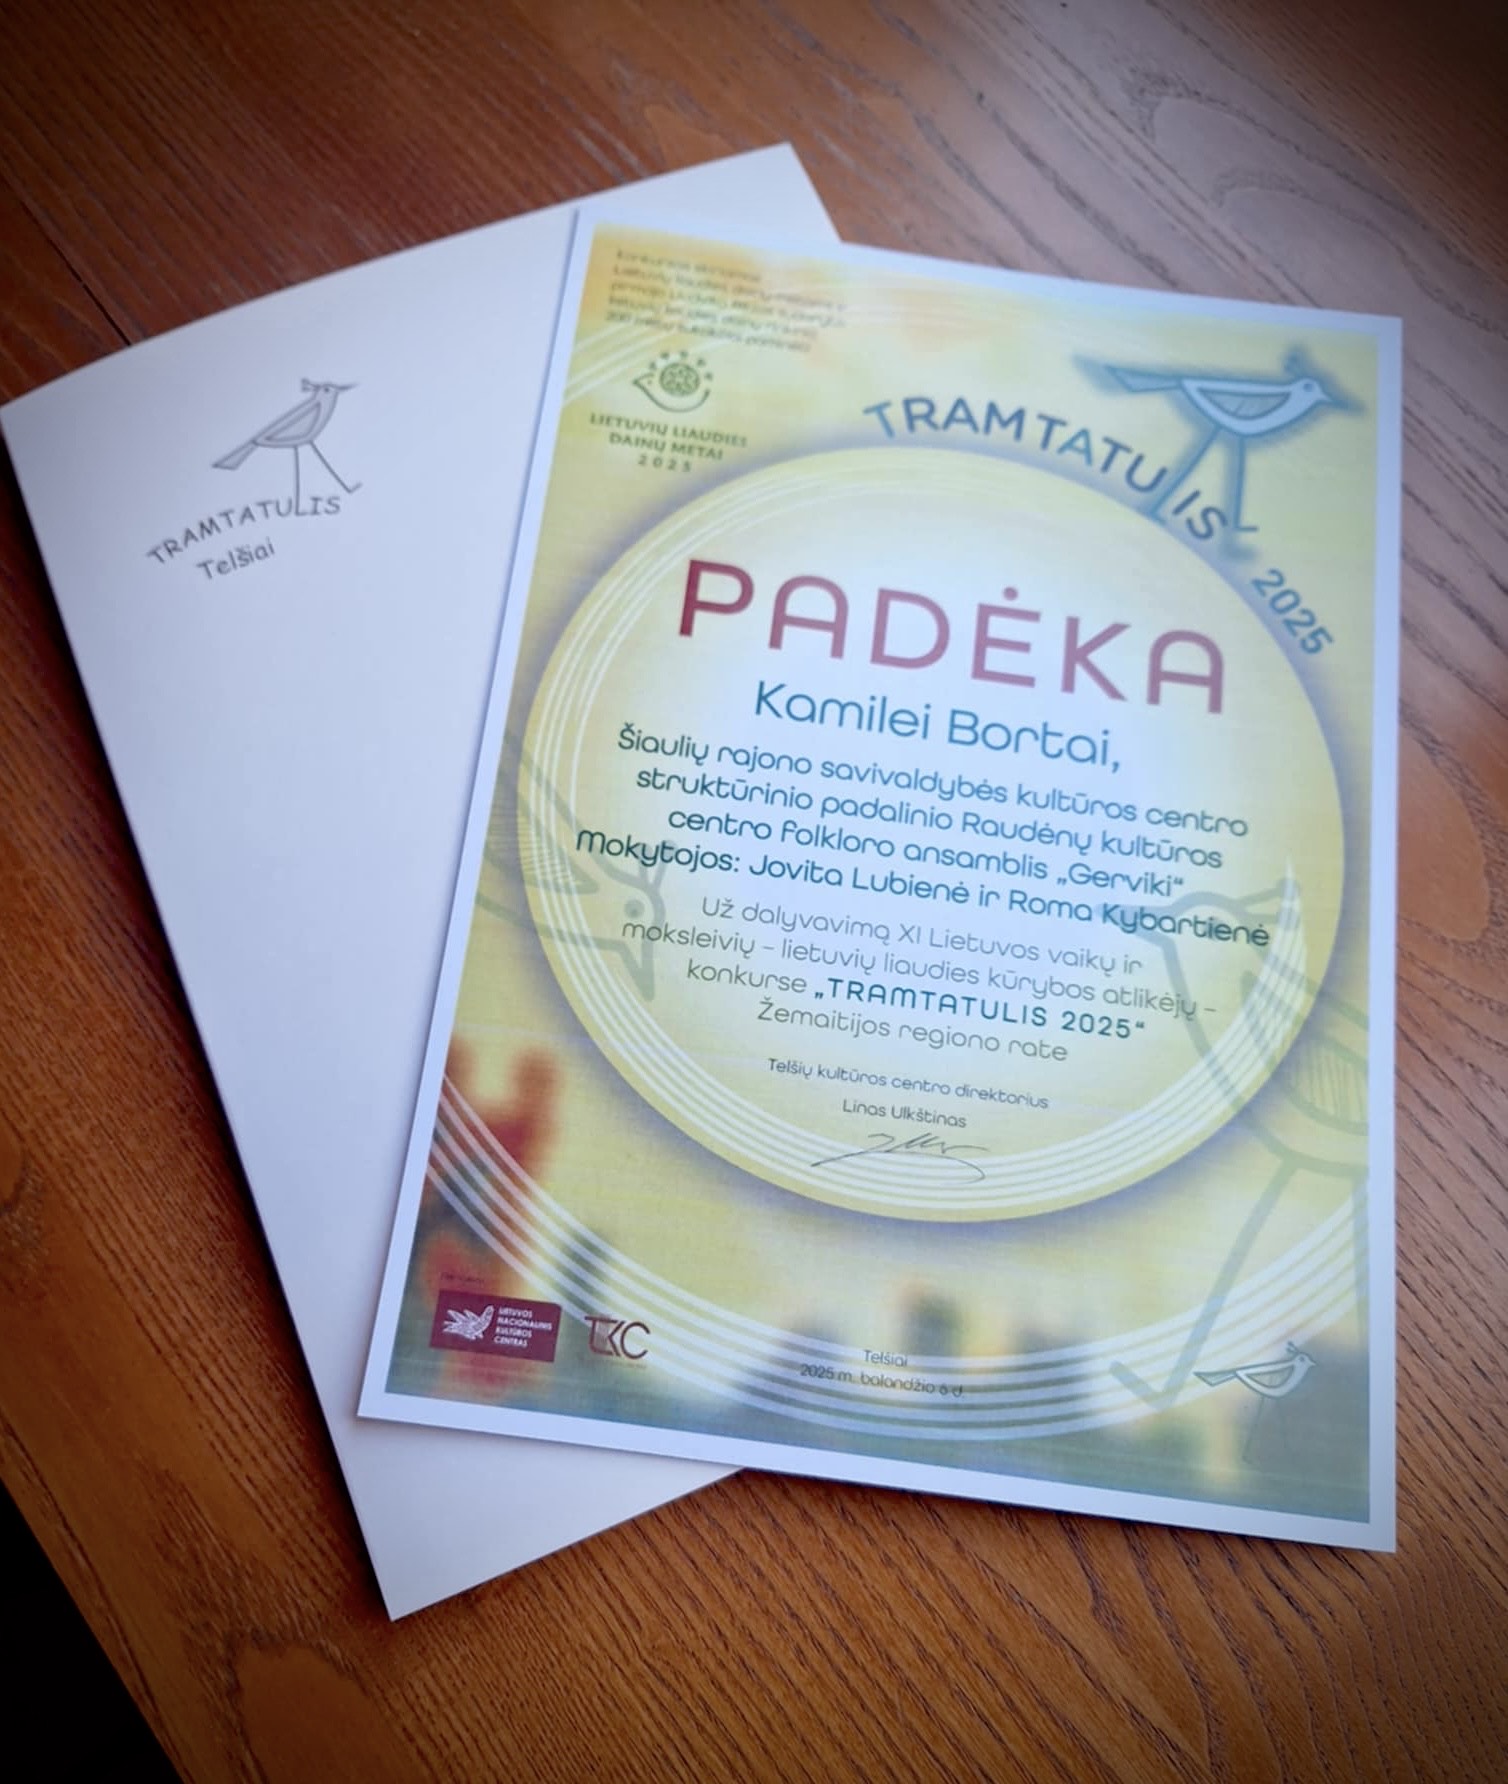 TRAMTATULIS
Telšiai
LIETUVIŲ LIAUDIES
DAINŲ METAI
2025
TRAMTATULIS 2025
PADĖKA
Kamilei Bortai,
Šiaulių rajono savivaldybės kultūros centro
struktūrinio padalinio Raudėnų kultūros
centro folkloro ansamblis „Gerviki“
Mokytojos: Jovita Lubienė ir Roma Kybartienė
Už dalyvavimą XI Lietuvos vaikų ir
moksleivių – lietuvių liaudies kūrybos atlikėjų –
konkurse „TRAMTATULIS 2025“
Žemaitijos regiono rate
Telšių kultūros centro direktorius
Linas Ulkštinas
LIETUVOS
NACIONALINIS
KULTŪROS
CENTRAS
TKC
Telšiai
2025 m. balandžio 6 d.